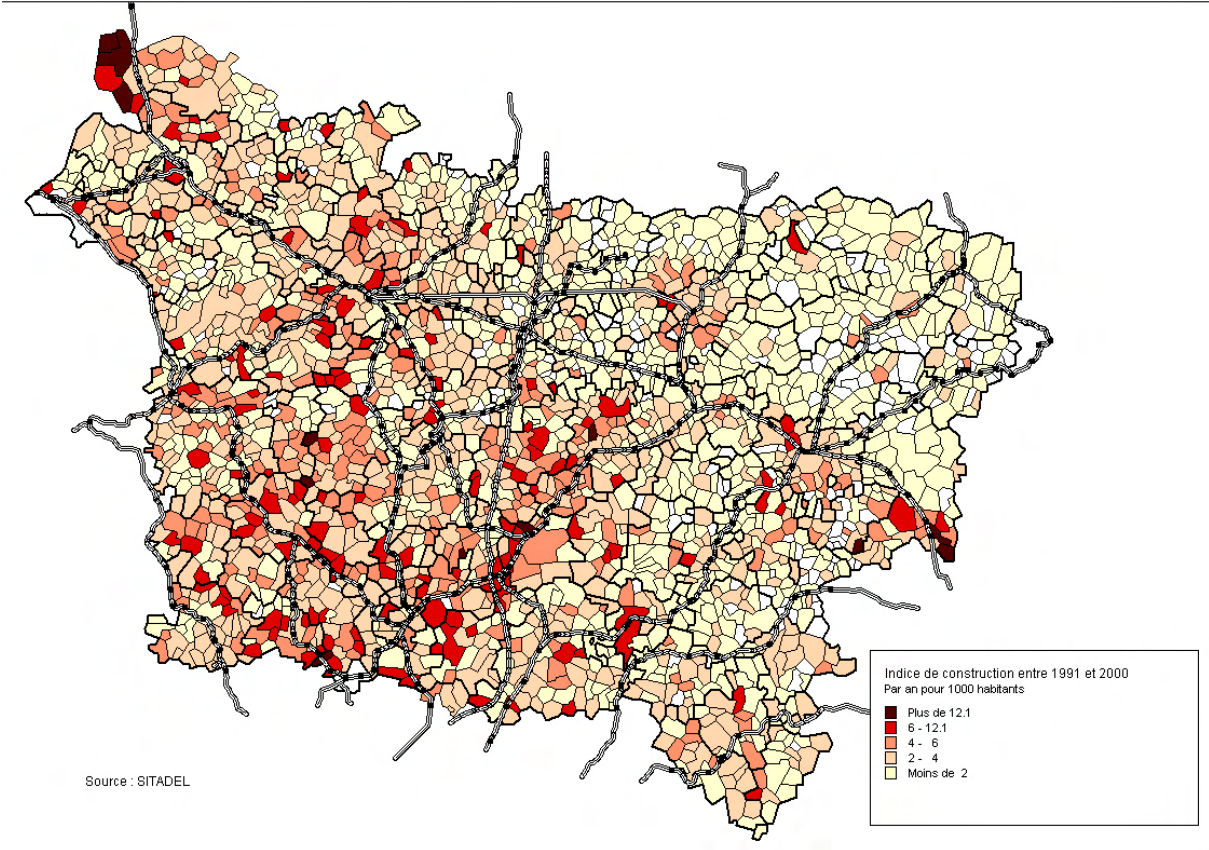 Indice de construction entre 1991 et 2000
Par an pour 1000 habitants
Plus de 12.1
6 - 12.1
4 - 6
2 - 4
Moins de 2
Source : SITADEL